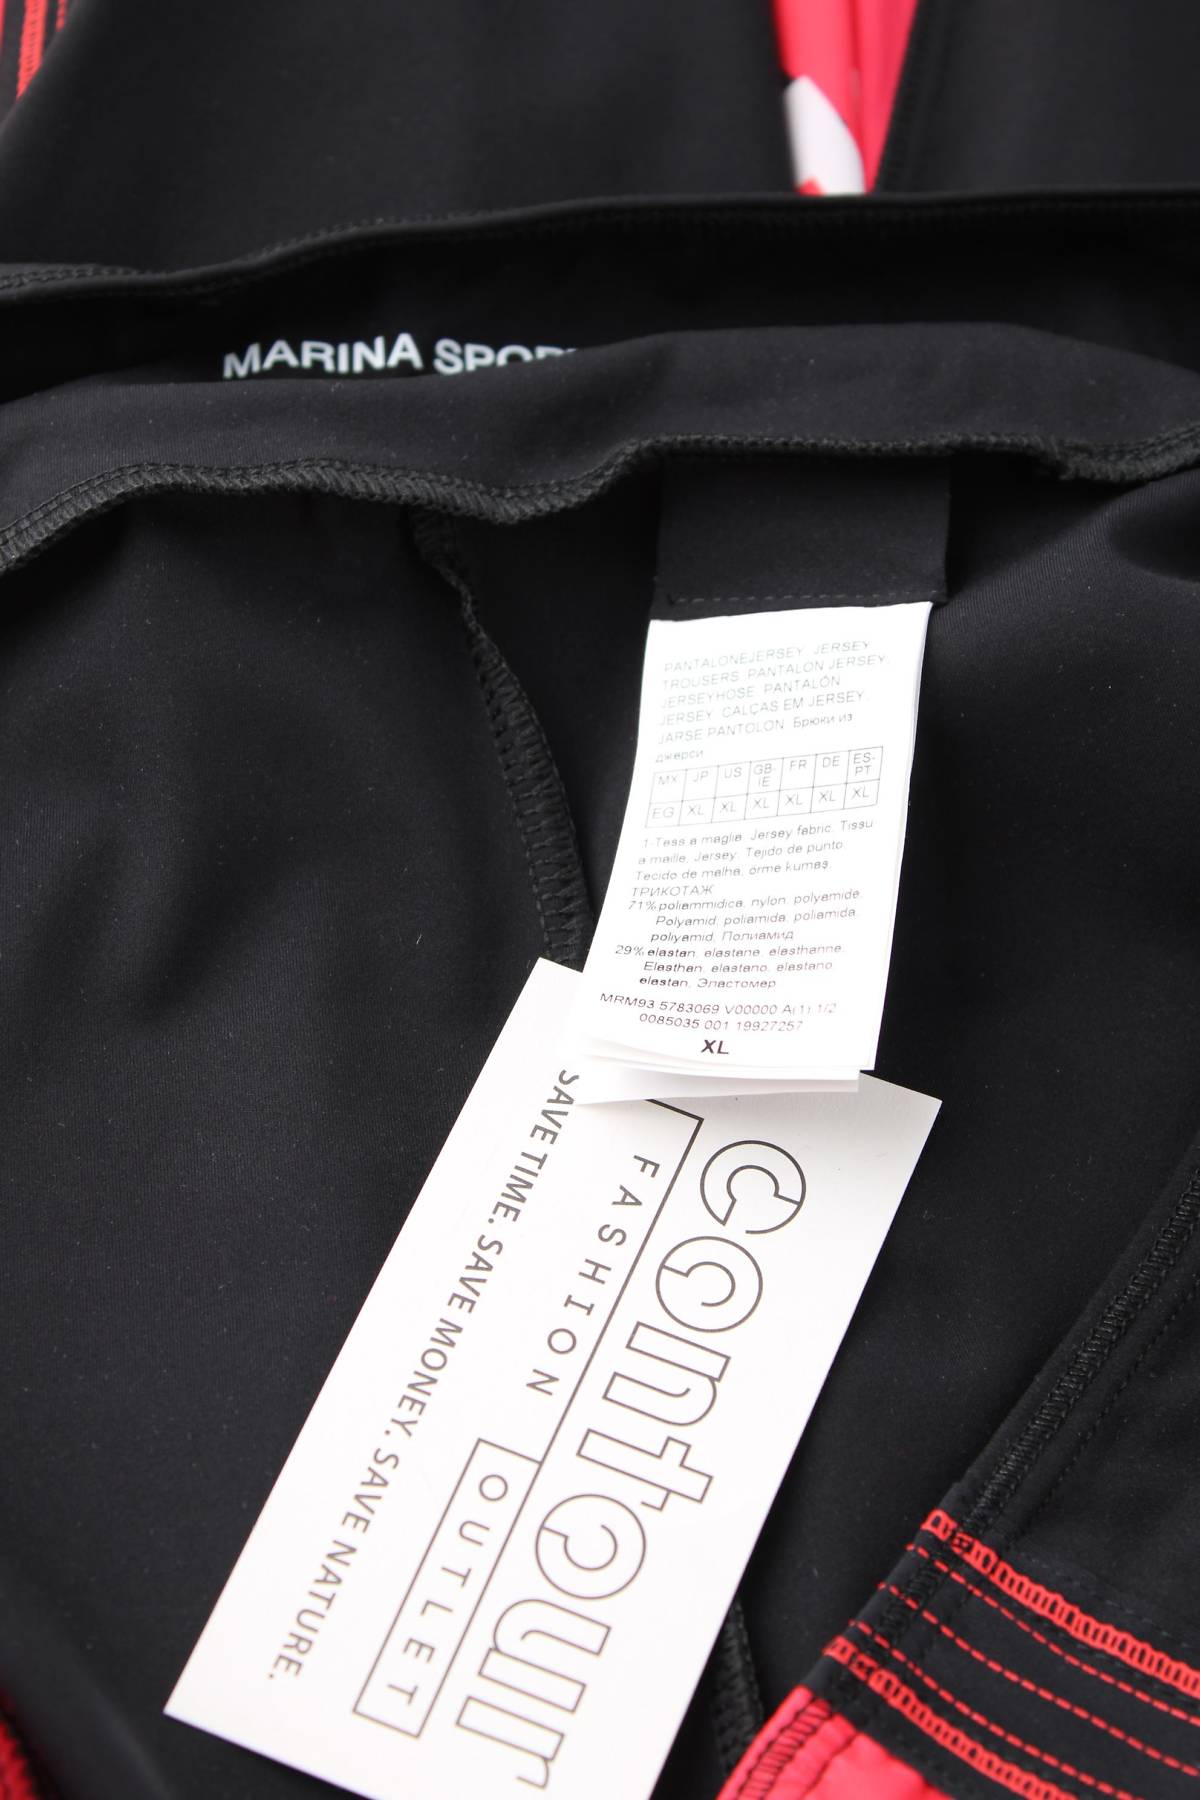 MARINA SPORT
PANTALONEJERSEY. JERSEY
TROUSERS. PANTALON JERSEY.
JERSEYHOSE. PANTALÓN
JERSEY. CALÇAS EM JERSEY.
JARSE PANTOLON. Брюки из
джерси
MX JP US GB-IE FR DE ES-PT
EG XL XL XL XL XL XL
1-Tess.a maglia. Jersey fabric. Tissu
a maille, Jersey. Tejido de punto
Tecido de malha, örme kumaş
ТРИКОТАЖ
71% poliammidica, nylon, polyamide.
Polyamid, poliamida, poliamida,
poliyamid, Полиамид
29% elastan, elastane, elasthanne.
Elasthan, elastano, elastano
elastan, Эластомер
MRM93 5783069 V00000 A(1) 1/2
0085035 001 19927257
XL
contour
FASHION
OUTLET
SAVE TIME. SAVE MONEY. SAVE NATURE.